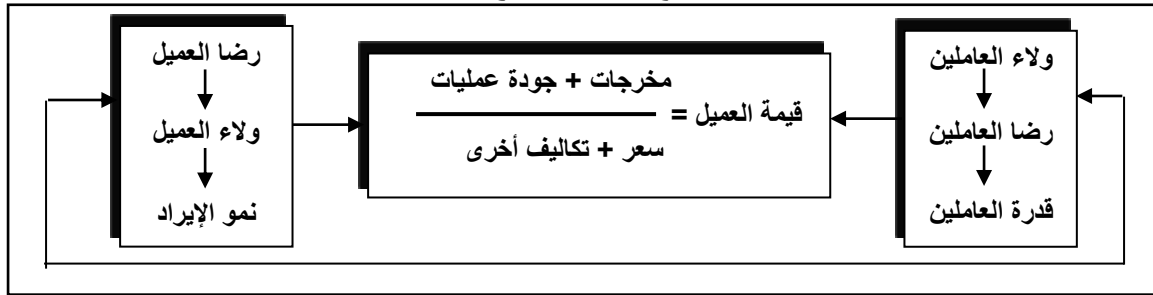 ولاء العاملين
رضا العاملين
قدرة العاملين
مخرجات + جودة عمليات
قيمة العميل =
سعر + تكاليف أخرى
رضا العميل
ولاء العميل
نمو الإيراد